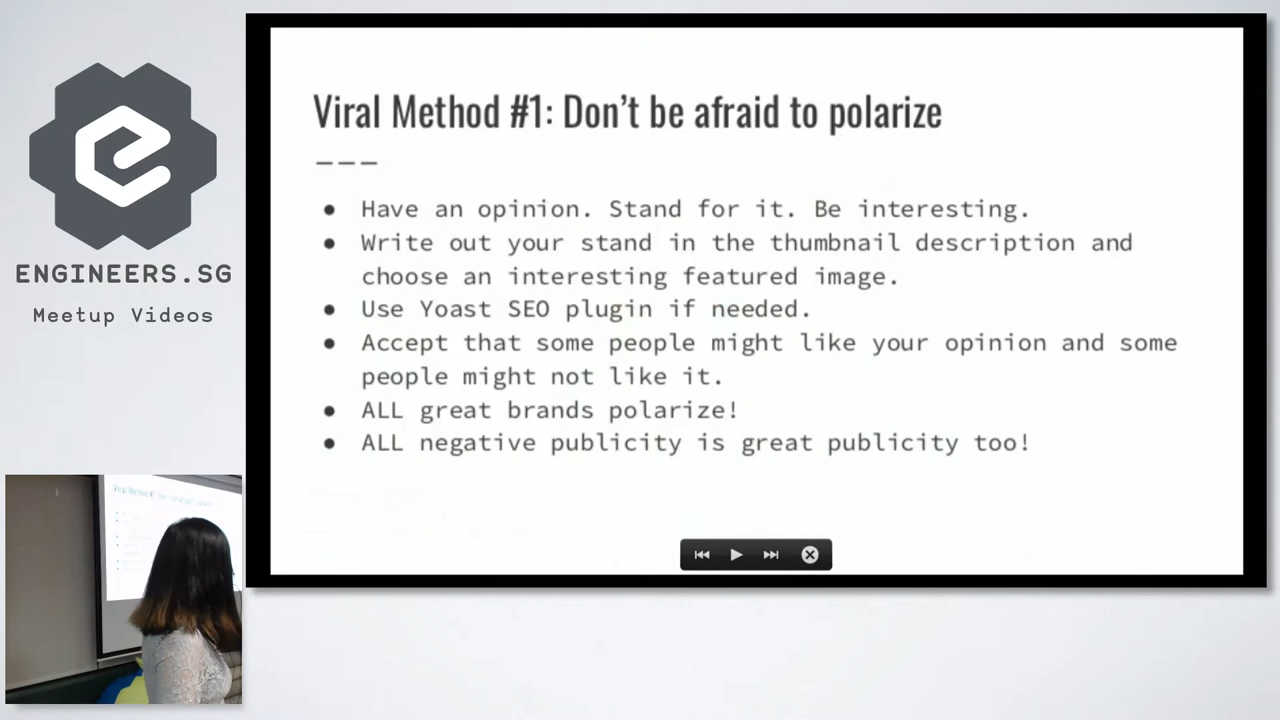 ENGINEERS.SG
Meetup Videos
Viral Method #1: Don't be afraid to polarize
● Have an opinion. Stand for it. Be interesting.
● Write out your stand in the thumbnail description and
choose an interesting featured image.
● Use Yoast SEO plugin if needed.
● Accept that some people might like your opinion and some
people might not like it.
● ALL great brands polarize!
● ALL negative publicity is great publicity too!